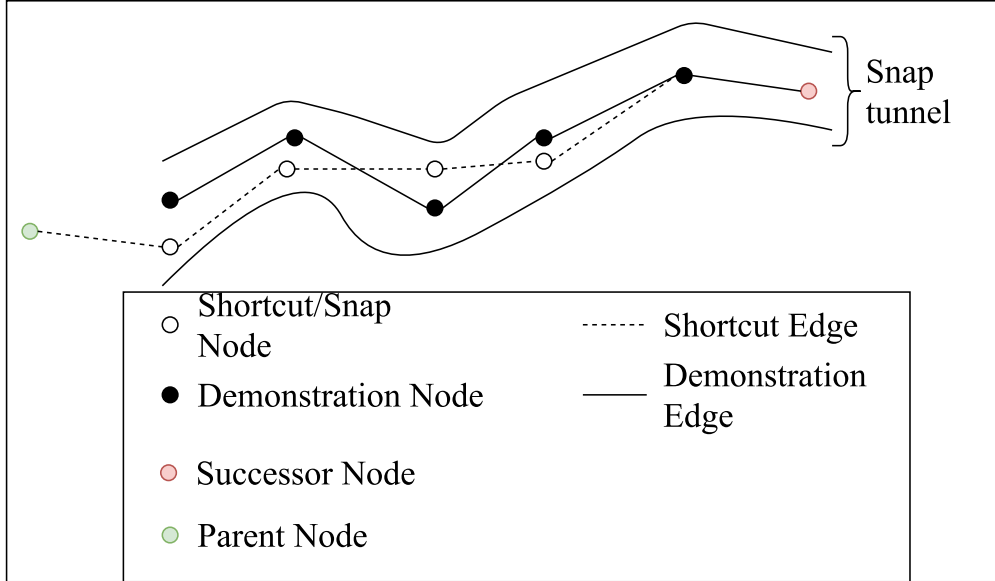 Snap
tunnel
Shortcut/Snap
Node
Demonstration Node
Successor Node
Parent Node
Shortcut Edge
Demonstration
Edge